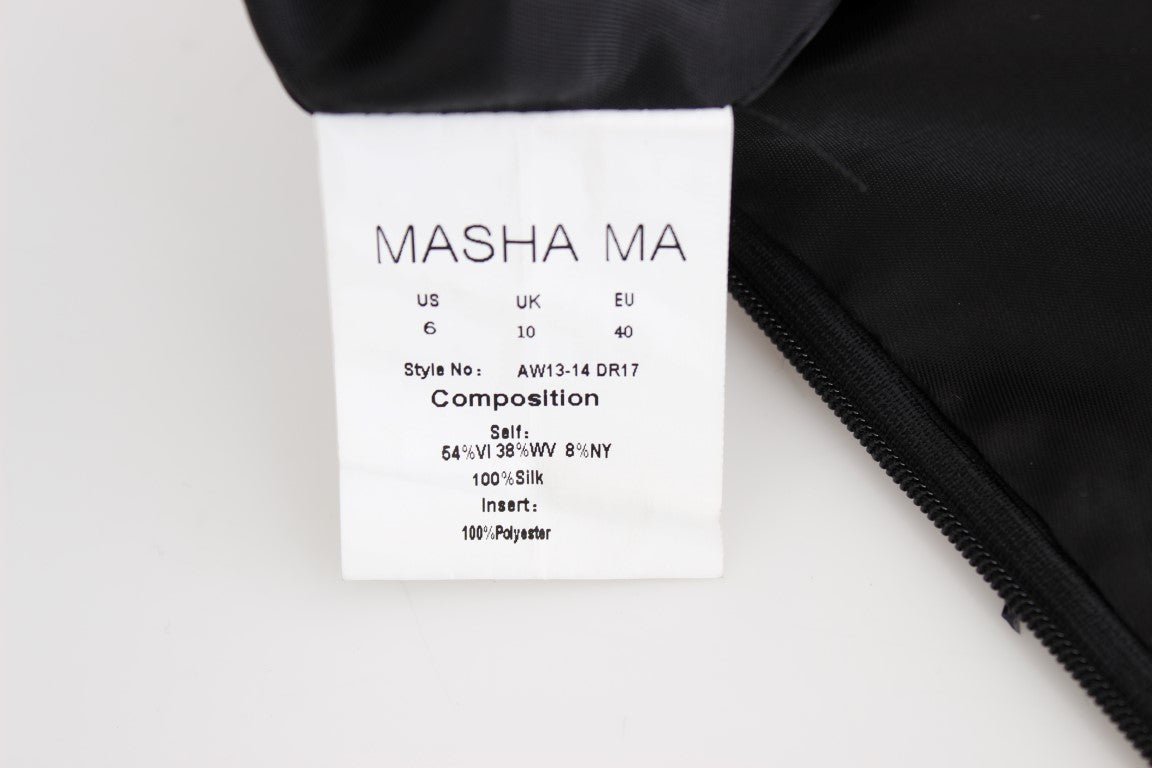 MASHA MA
US UK EU
6 10 40
Style No: AW13-14 DR17
Composition
Self:
54%VI 38%WV 8%NY
100%Silk
Insert:
100%Polyester